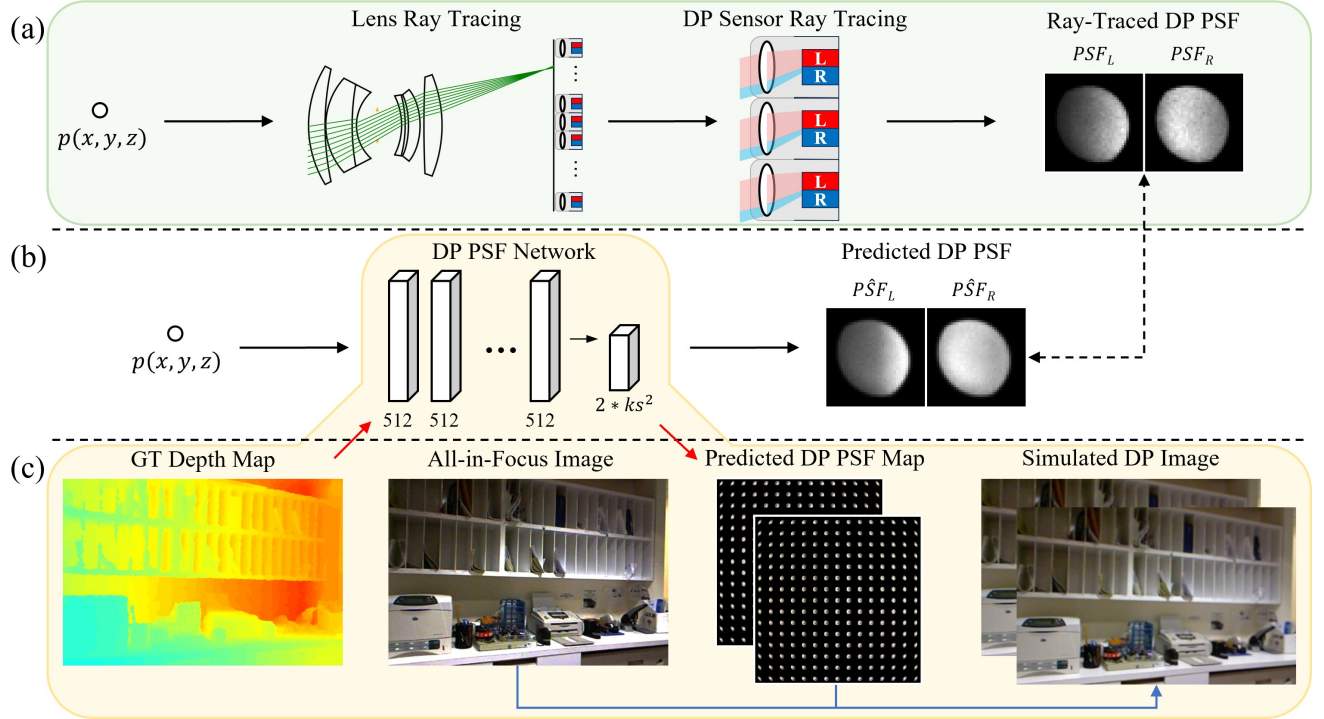 (a)
Lens Ray Tracing
DP Sensor Ray Tracing
Ray-Traced DP PSF
p(x, y, z)
L
R
L
R
L
R
PSF_L
PSF_R
(b)
DP PSF Network
Predicted DP PSF
p(x, y, z)
512
512
...
512
2 * ks²
PŜF_L
PŜF_R
(c)
GT Depth Map
All-in-Focus Image
Predicted DP PSF Map
Simulated DP Image